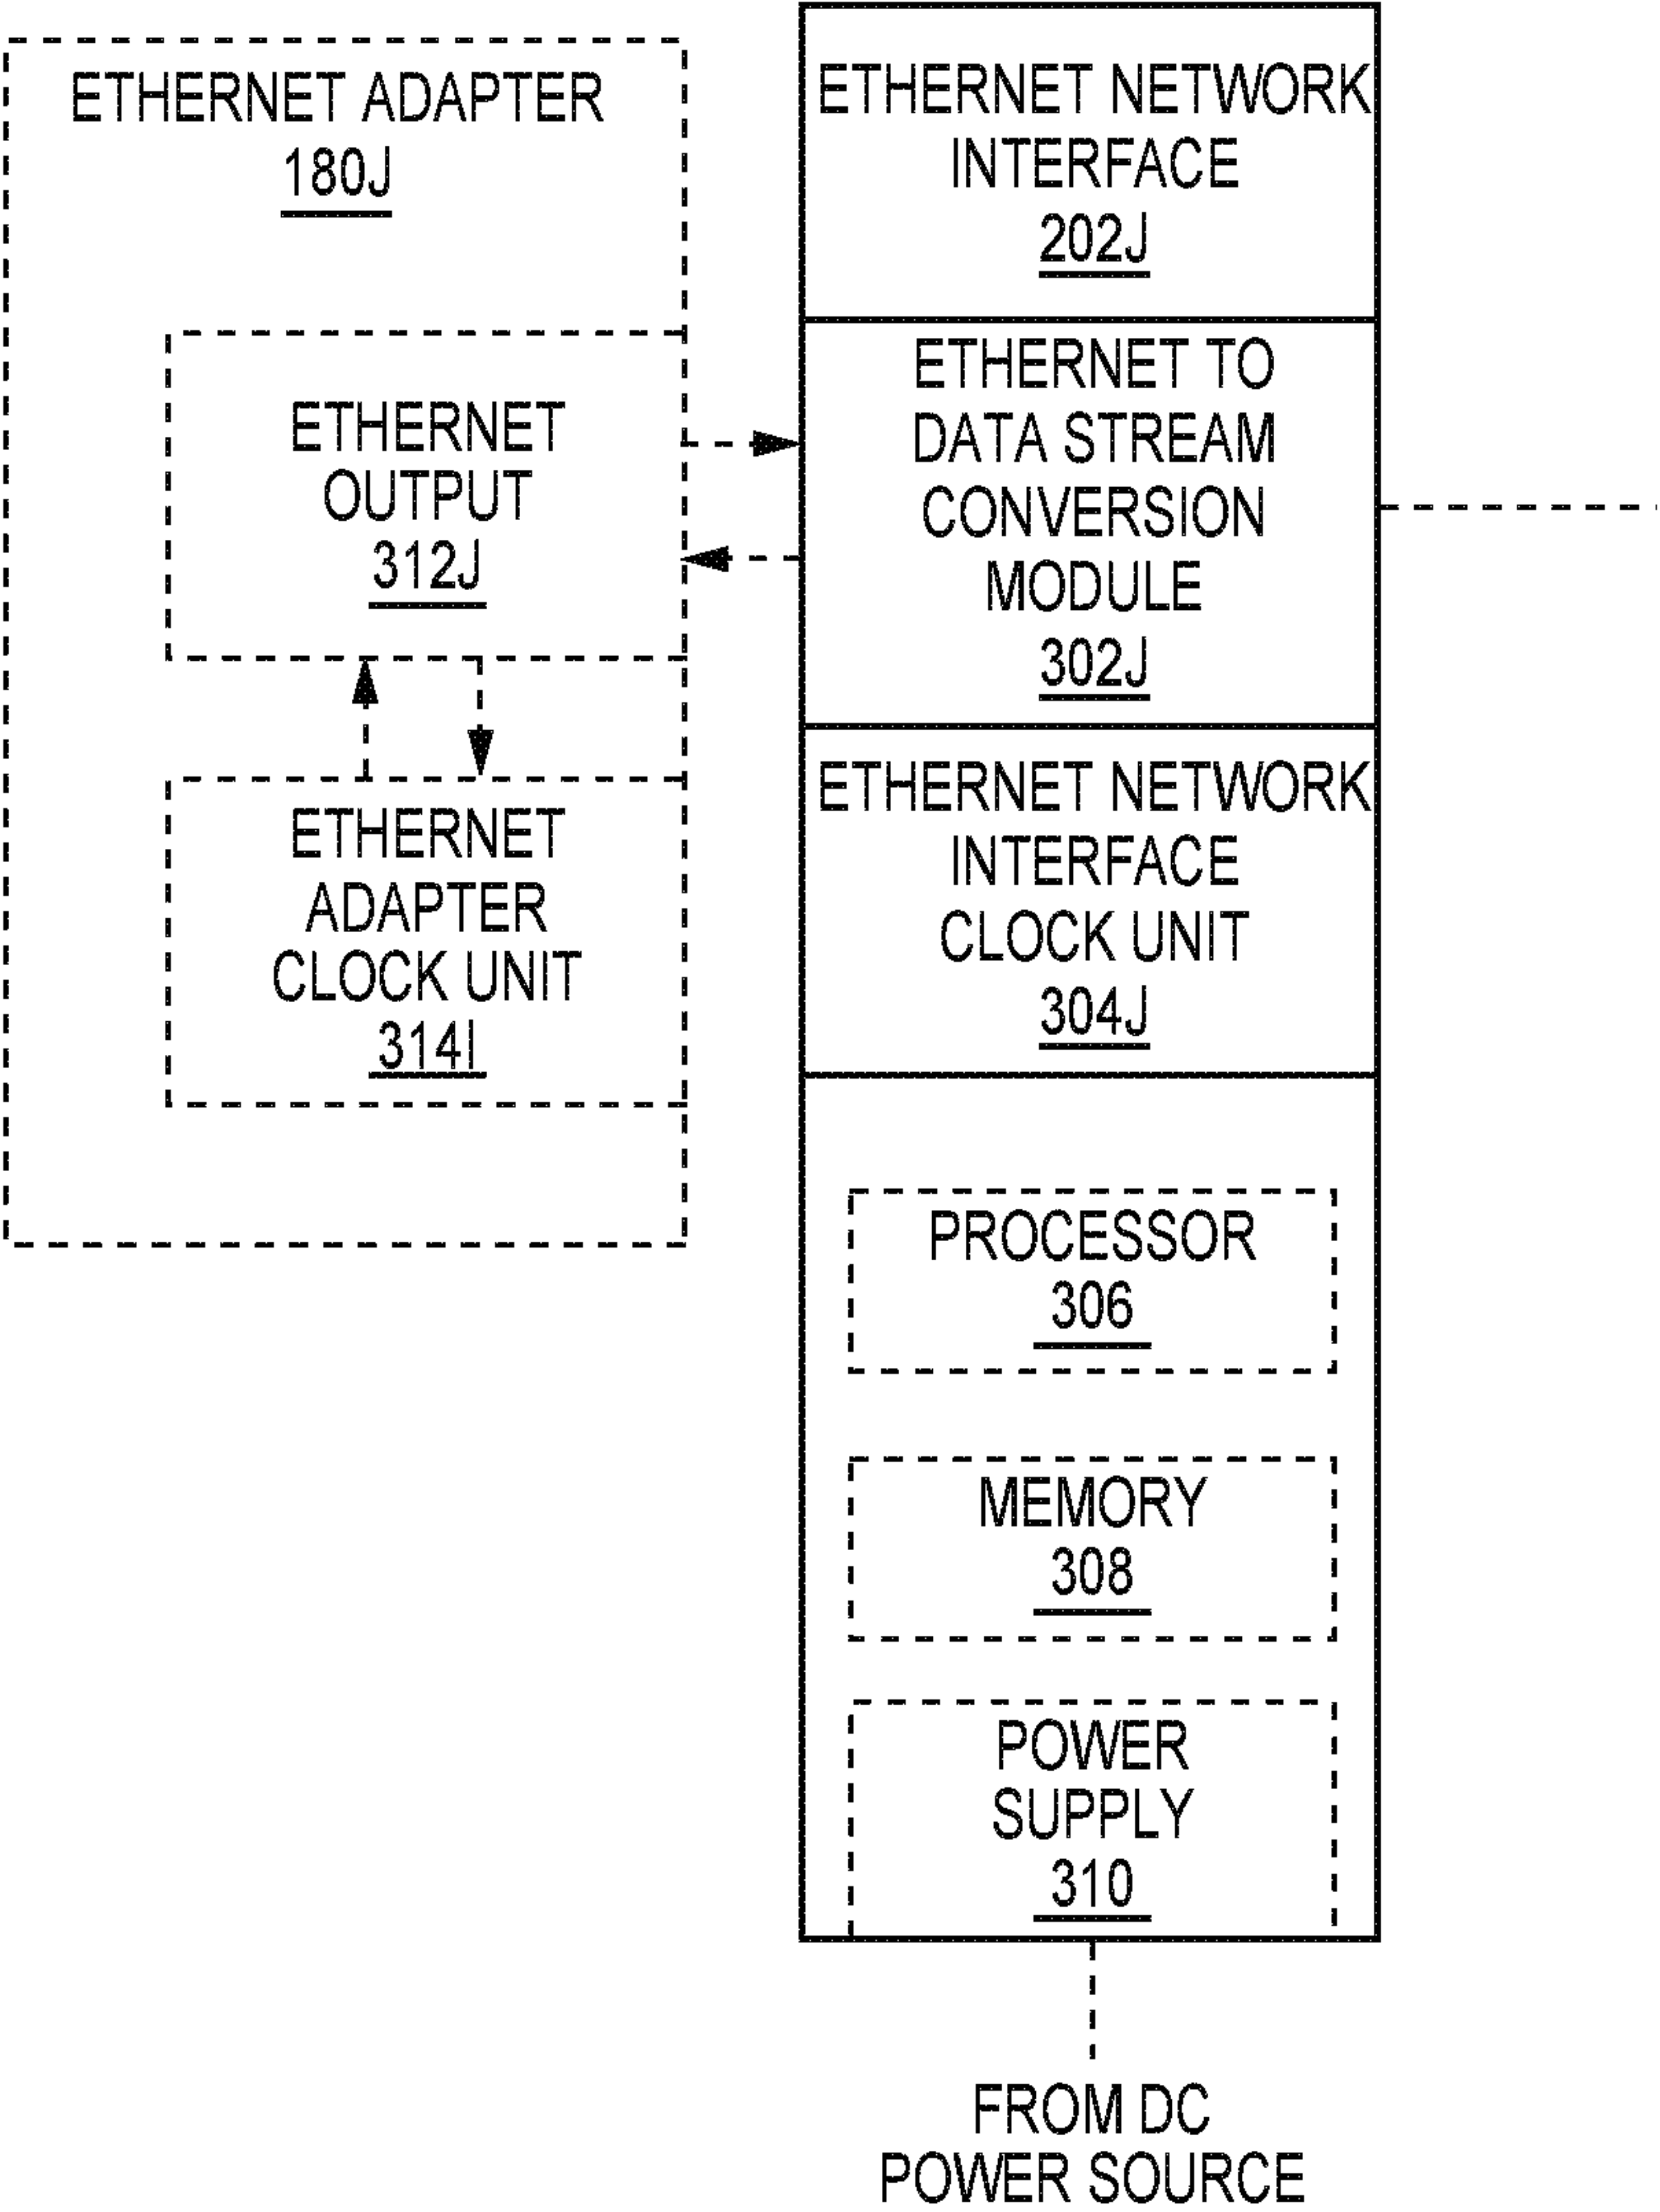 ETHERNET ADAPTER
180J
ETHERNET
OUTPUT
312J
ETHERNET
ADAPTER
CLOCK UNIT
314I
ETHERNET NETWORK
INTERFACE
202J
ETHERNET TO
DATA STREAM
CONVERSION
MODULE
302J
ETHERNET NETWORK
INTERFACE
CLOCK UNIT
304J
PROCESSOR
306
MEMORY
308
POWER
SUPPLY
310
FROM DC
POWER SOURCE